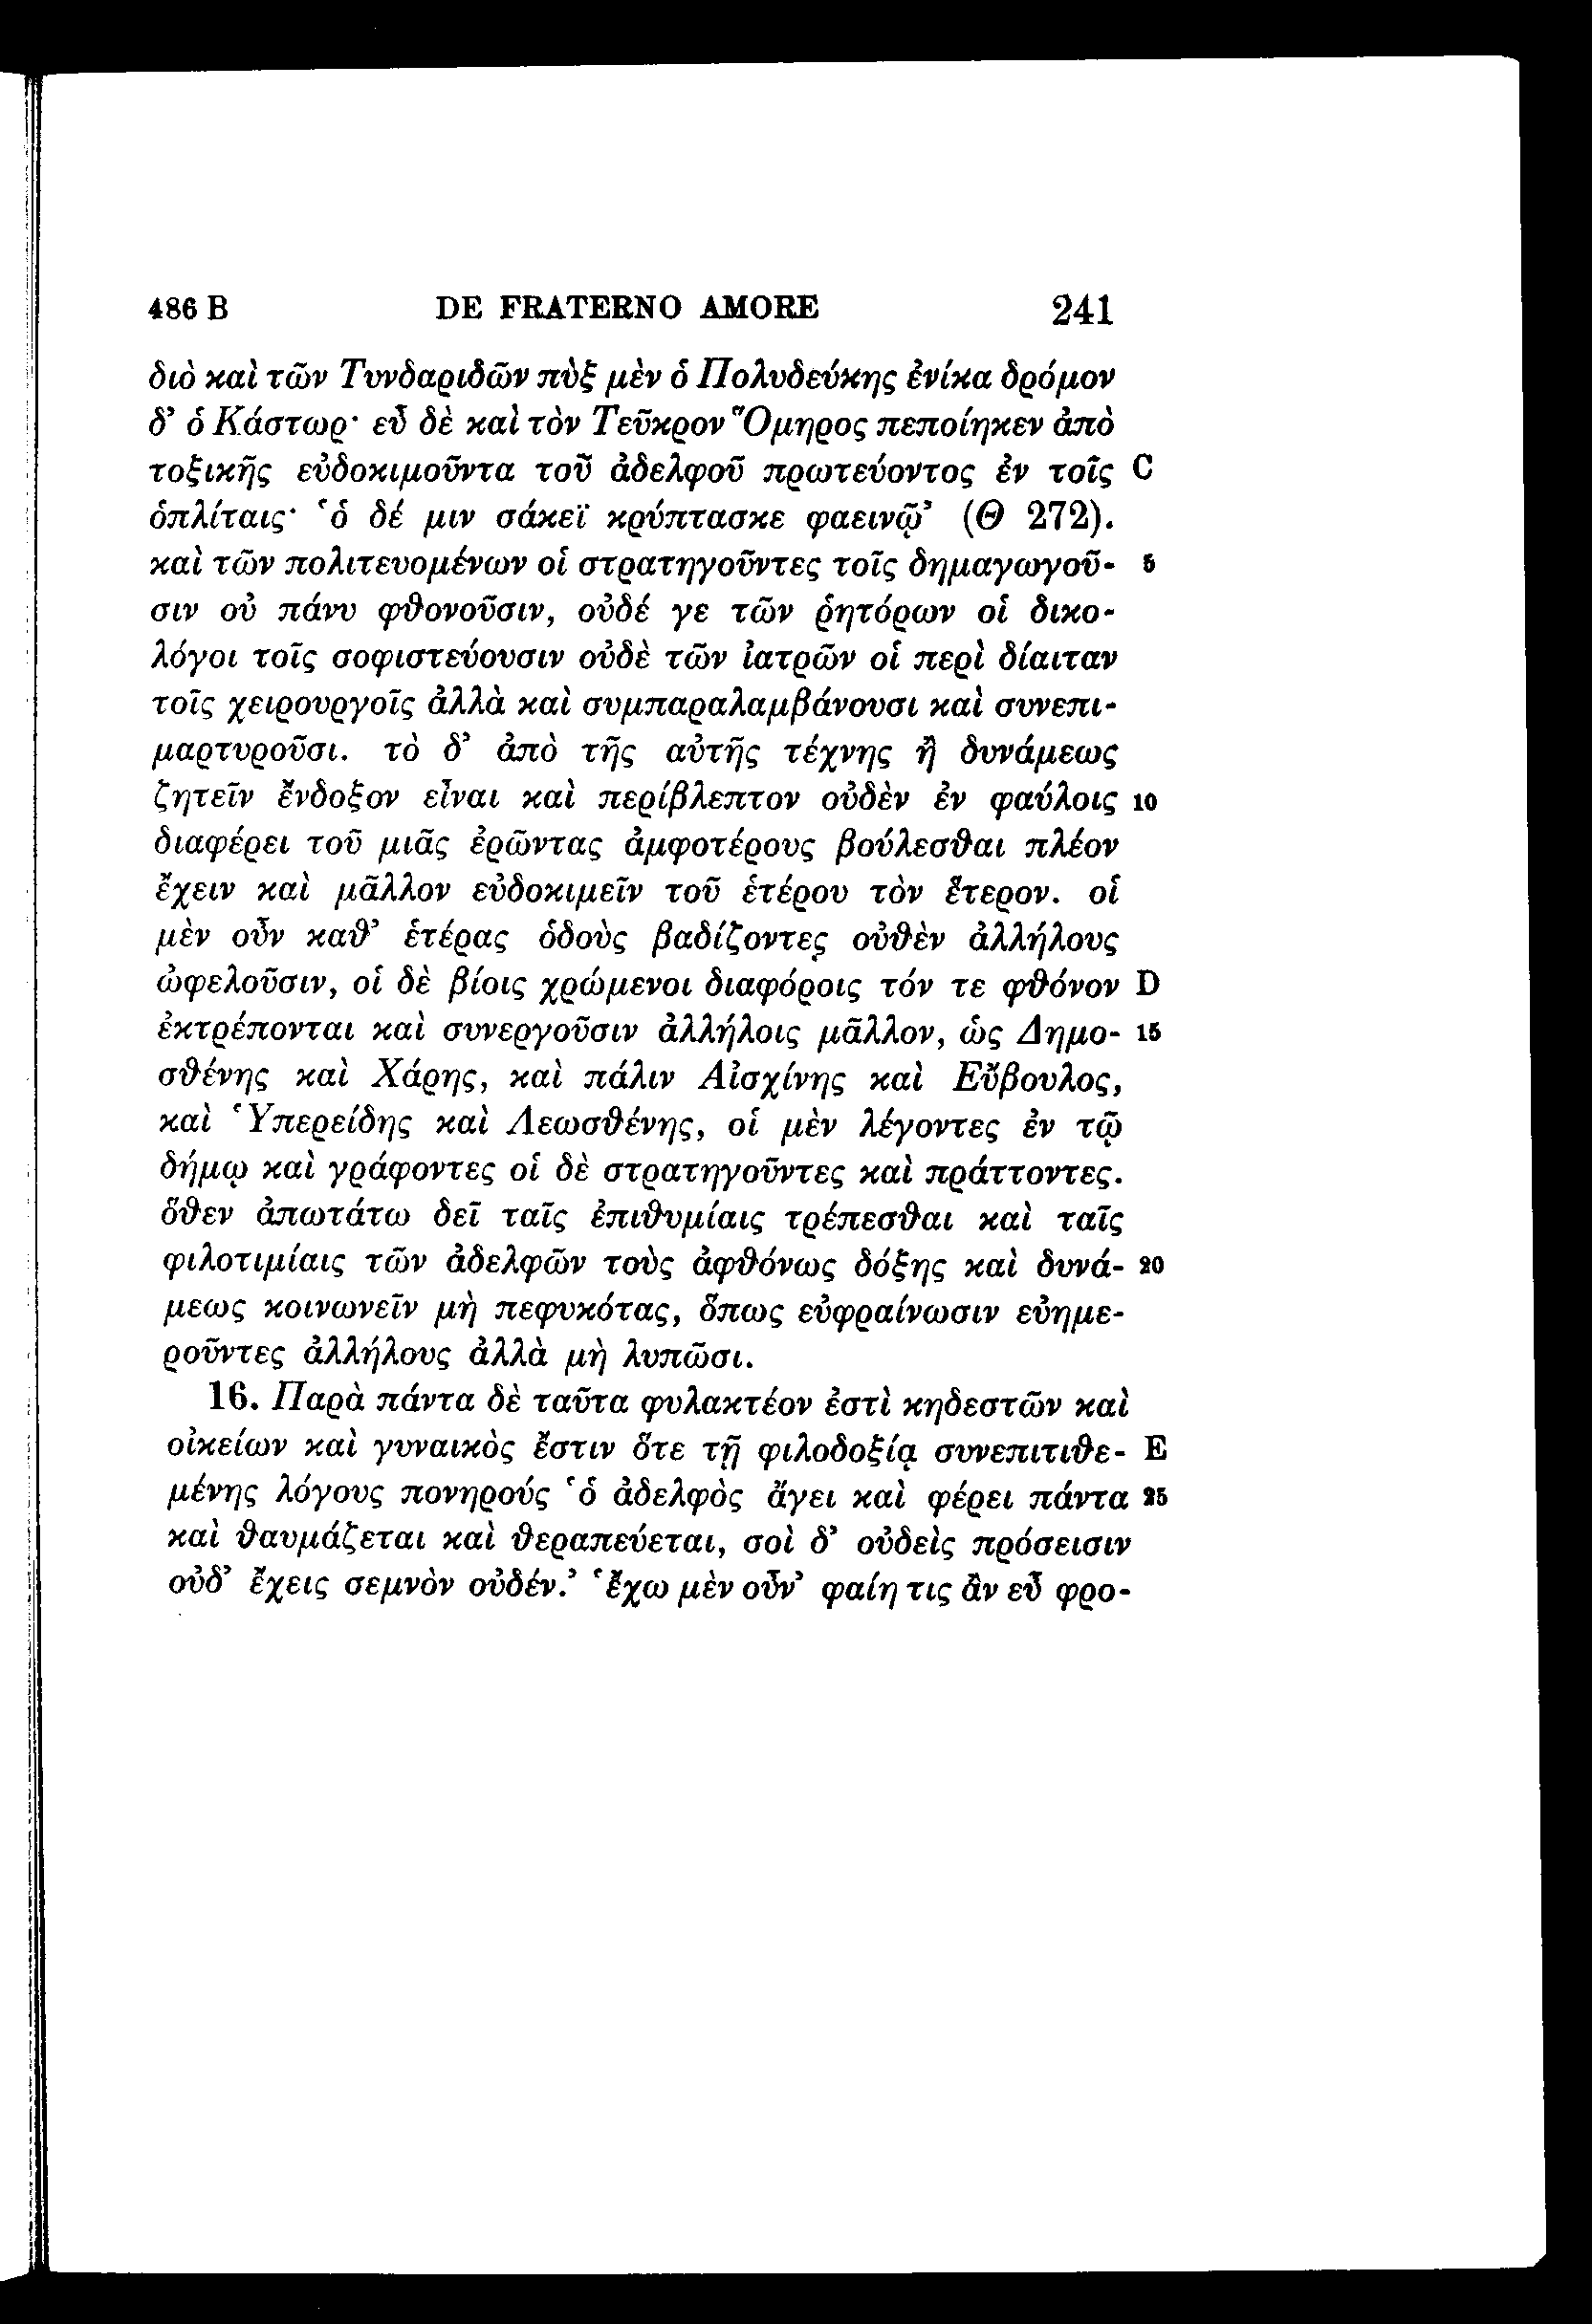 486 B DE FRATERNO AMORE 241
διὸ καὶ τῶν Τυνδαριδῶν πὺξ μὲν ὁ Πολυδεύκης ἐνίκα δρόμον
δ’ ὁ Κάστωρ· εὖ δὲ καὶ τὸν Τεῦκρον Ὅμηρος πεποίηκεν ἀπὸ
τοξικῆς εὐδοκιμοῦντα τοῦ ἀδελφοῦ πρωτεύοντος ἐν τοῖς C
ὁπλίταις· ‘ὁ δέ μιν σάκεϊ κρύπτασκε φαεινῷ’ (Θ 272).
καὶ τῶν πολιτευομένων οἱ στρατηγοῦντες τοῖς δημαγωγοῦ- 5
σιν οὐ πάνυ φθονοῦσιν, οὐδέ γε τῶν ῥητόρων οἱ δικο-
λόγοι τοῖς σοφιστεύουσιν οὐδὲ τῶν ἰατρῶν οἱ περὶ δίαιταν
τοῖς χειρουργοῖς ἀλλὰ καὶ συμπαραλαμβάνουσι καὶ συνεπι-
μαρτυροῦσι. τὸ δ’ ἀπὸ τῆς αὐτῆς τέχνης ἢ δυνάμεως
ζητεῖν ἔνδοξον εἶναι καὶ περίβλεπτον οὐδὲν ἐν φαύλοις 10
διαφέρει τοῦ μιᾶς ἐρῶντας ἀμφοτέρους βούλεσθαι πλέον
ἔχειν καὶ μᾶλλον εὐδοκιμεῖν τοῦ ἑτέρου τὸν ἕτερον. οἱ
μὲν οὖν καθ’ ἑτέρας ὁδοὺς βαδίζοντες οὐθὲν ἀλλήλους
ὠφελοῦσιν, οἱ δὲ βίοις χρώμενοι διαφόροις τόν τε φθόνον D
ἐκτρέπονται καὶ συνεργοῦσιν ἀλλήλοις μᾶλλον, ὡς Δημο- 15
σθένης καὶ Χάρης, καὶ πάλιν Αἰσχίνης καὶ Εὔβουλος,
καὶ Ὑπερείδης καὶ Λεωσθένης, οἱ μὲν λέγοντες ἐν τῷ
δήμῳ καὶ γράφοντες οἱ δὲ στρατηγοῦντες καὶ πράττοντες.
ὅθεν ἀπωτάτω δεῖ ταῖς ἐπιθυμίαις τρέπεσθαι καὶ ταῖς
φιλοτιμίαις τῶν ἀδελφῶν τοὺς ἀφθόνως δόξης καὶ δυνά- 20
μεως κοινωνεῖν μὴ πεφυκότας, ὅπως εὐφραίνωσιν εὐημε-
ροῦντες ἀλλήλους ἀλλὰ μὴ λυπῶσι.
16. Παρὰ πάντα δὲ ταῦτα φυλακτέον ἐστὶ κηδεστῶν καὶ
οἰκείων καὶ γυναικὸς ἔστιν ὅτε τῇ φιλοδοξίᾳ συνεπιτιθε- E
μένης λόγους πονηρούς ‘ὁ ἀδελφὸς ἄγει καὶ φέρει πάντα 25
καὶ θαυμάζεται καὶ θεραπεύεται, σοὶ δ’ οὐδεὶς πρόσεισιν
οὐδ’ ἔχεις σεμνὸν οὐδέν.’ ‘ἔχω μὲν οὖν’ φαίη τις ἂν εὖ φρο-